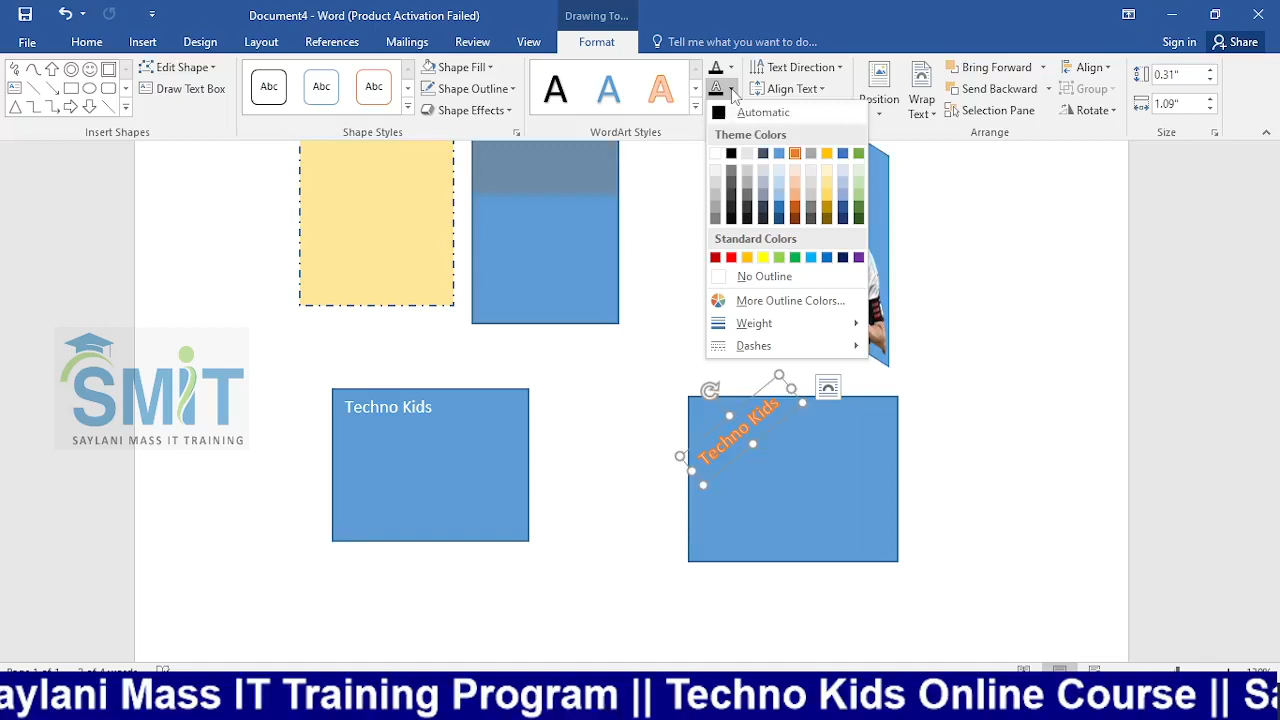 Document4 - Word (Product Activation Failed)
Drawing To...
File
Home
Insert
Design
Layout
References
Mailings
Review
View
Format
Tell me what you want to do...
Sign in
Share
Edit Shape
Draw Text Box
Insert Shapes
Abc
Abc
Abc
Shape Fill
Shape Outline
Shape Effects
Shape Styles
A
A
A
WordArt Styles
A
A
Text Direction
Align Text
Position
Wrap
Text
Bring Forward
Send Backward
Selection Pane
Align
Group
Rotate
Arrange
0.31"
1.09"
Size
Automatic
Theme Colors
Standard Colors
No Outline
More Outline Colors...
Weight
Dashes
SMIT
SAYLANI MASS IT TRAINING
Techno Kids
Techno Kids
Saylani Mass IT Training Program || Techno Kids Online Course || Sa